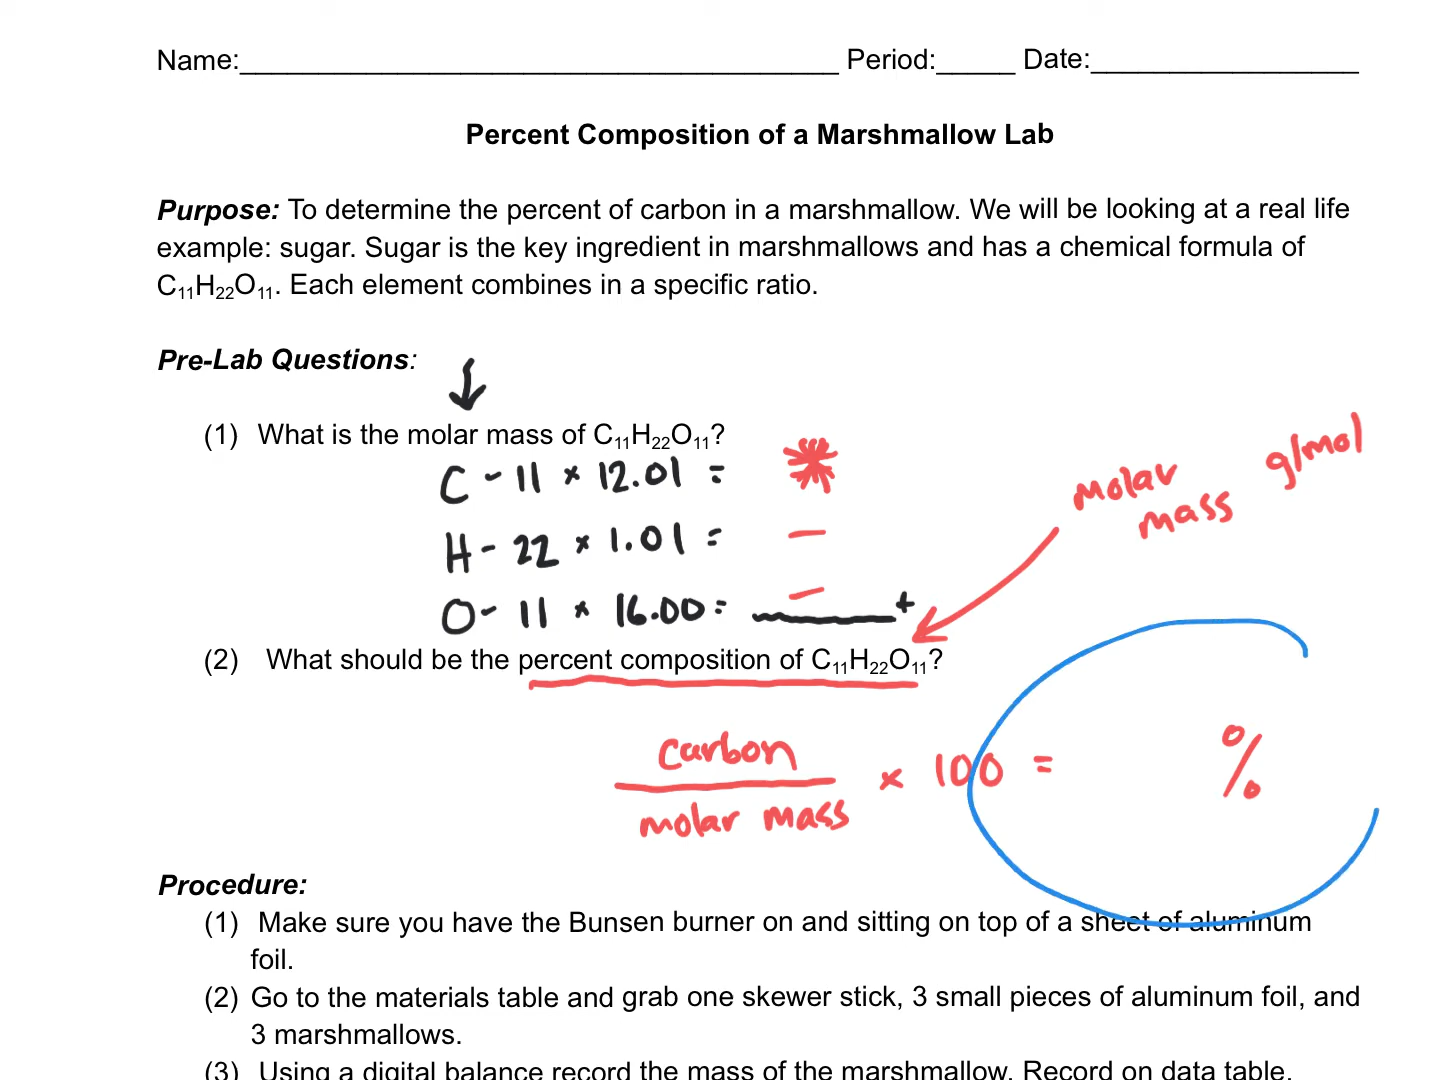 Name:______________________________________ Period:_____ Date:_________________
Percent Composition of a Marshmallow Lab
Purpose: To determine the percent of carbon in a marshmallow. We will be looking at a real life
example: sugar. Sugar is the key ingredient in marshmallows and has a chemical formula of
C₁₁H₂₂O₁₁. Each element combines in a specific ratio.
Pre-Lab Questions:
(1) What is the molar mass of C₁₁H₂₂O₁₁?
C - 11 × 12.01 =
molar mass g/mol
H - 22 × 1.01 =
O - 11 × 16.00 = +
(2) What should be the percent composition of C₁₁H₂₂O₁₁?
carbon
molar mass
× 100 = %
Procedure:
(1) Make sure you have the Bunsen burner on and sitting on top of a sheet of aluminum
foil.
(2) Go to the materials table and grab one skewer stick, 3 small pieces of aluminum foil, and
3 marshmallows.
(3) Using a digital balance record the mass of the marshmallow. Record on data table.